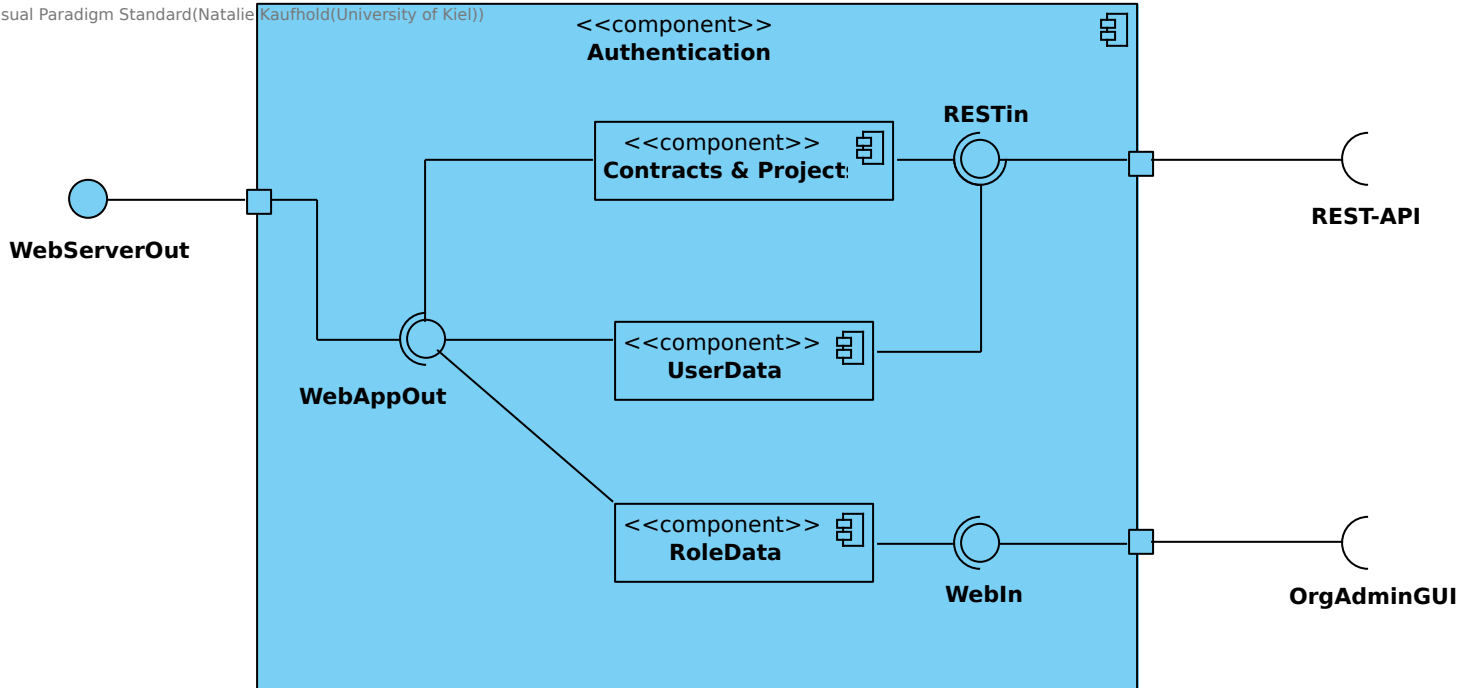 sual Paradigm Standard(Natalie Kaufhold(University of Kiel))
<<component>>
Authentication
RESTin
<<component>>
Contracts & Projects
REST-API
WebServerOut
<<component>>
UserData
WebAppOut
<<component>>
RoleData
WebIn
OrgAdminGUI